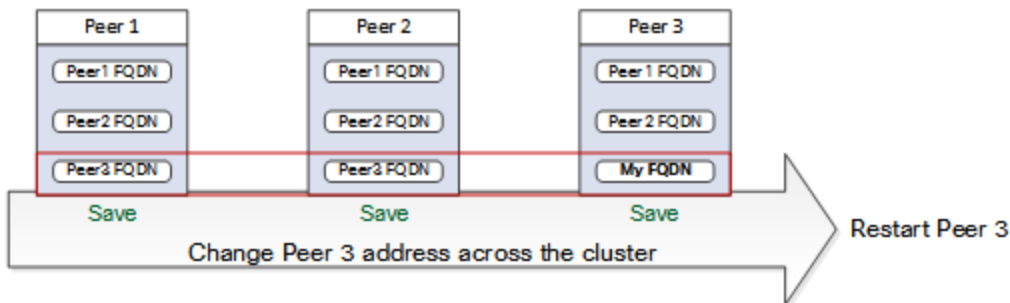 Peer 1
Peer 2
Peer 3
Peer1 FQDN
Peer1 FQDN
Peer 1 FQDN
Peer2 FQDN
Peer2 FQDN
Peer 2 FQDN
Peer3 FQDN
Peer3 FQDN
My FQDN
Save
Save
Save
Restart Peer 3
Change Peer 3 address across the cluster